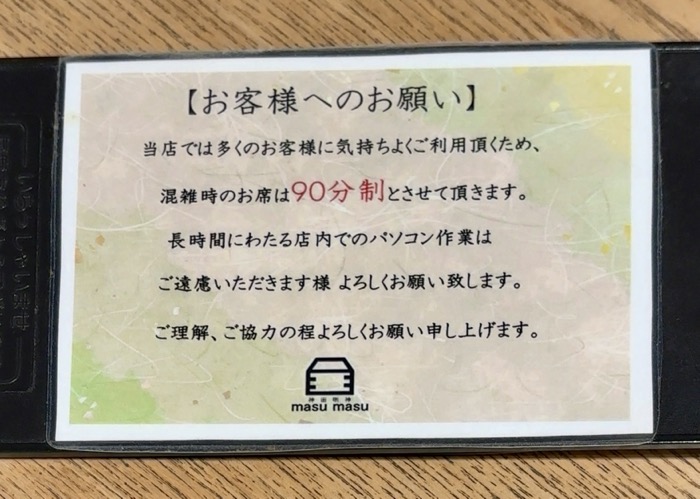 【お客様へのお願い】
当店では多くのお客様に気持ちよくご利用頂くため、
混雑時のお席は90分制とさせて頂きます。
長時間にわたる店内でのパソコン作業は
ご遠慮いただきます様 よろしくお願い致します。
ご理解、ご協力の程よろしくお願い申し上げます。
神田明神
masu masu